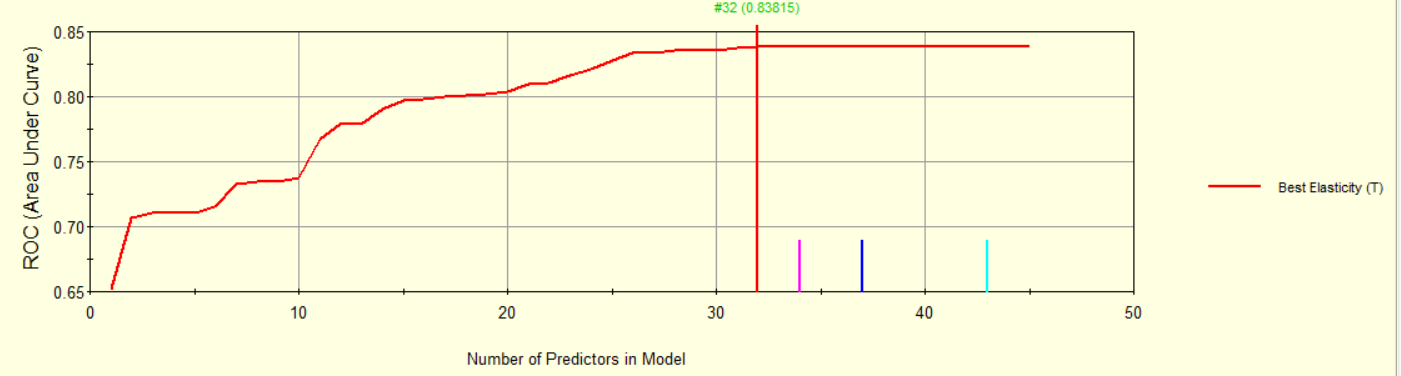 #32 (0.83815)
ROC (Area Under Curve)
0.85
0.80
0.75
0.70
0.65
0 10 20 30 40 50
Number of Predictors in Model
Best Elasticity (T)